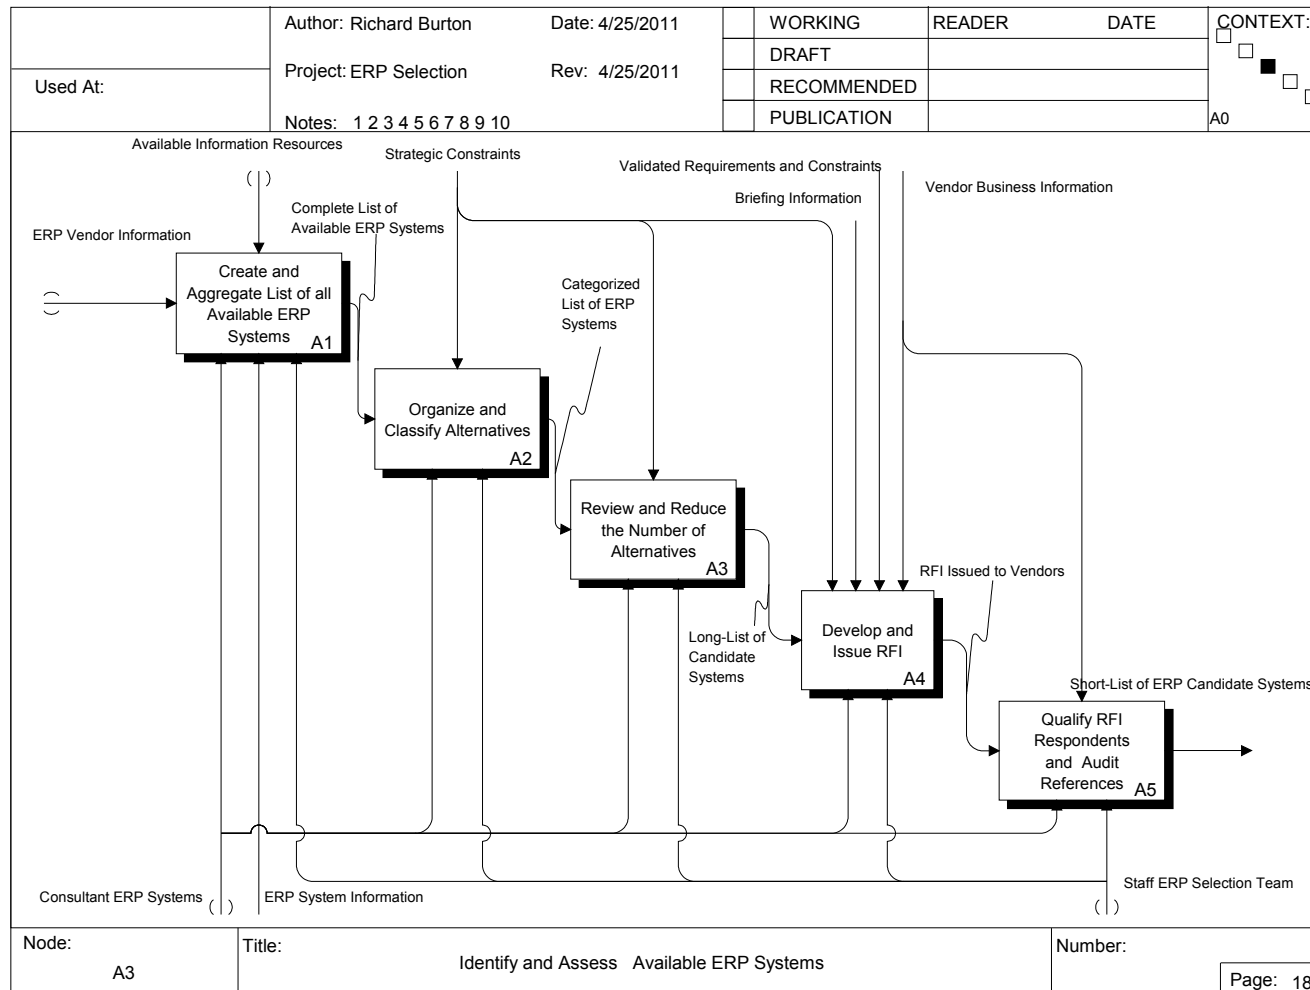 Author: Richard Burton Date: 4/25/2011
WORKING READER DATE CONTEXT:
DRAFT
Used At:
Project: ERP Selection Rev: 4/25/2011
RECOMMENDED
Notes: 1 2 3 4 5 6 7 8 9 10
PUBLICATION
A0
Available Information Resources
Strategic Constraints
Validated Requirements and Constraints
Vendor Business Information
Briefing Information
Complete List of
Available ERP Systems
ERP Vendor Information
Create and
Aggregate List of all
Available ERP
Systems
A1
Categorized
List of ERP
Systems
Organize and
Classify Alternatives
A2
Review and Reduce
the Number of
Alternatives
A3
RFI Issued to Vendors
Long-List of
Candidate
Systems
Develop and
Issue RFI
A4
Short-List of ERP Candidate Systems
Qualify RFI
Respondents
and Audit
References
A5
Consultant ERP Systems
ERP System Information
Staff ERP Selection Team
Node:
A3
Title:
Identify and Assess Available ERP Systems
Number:
Page: 18